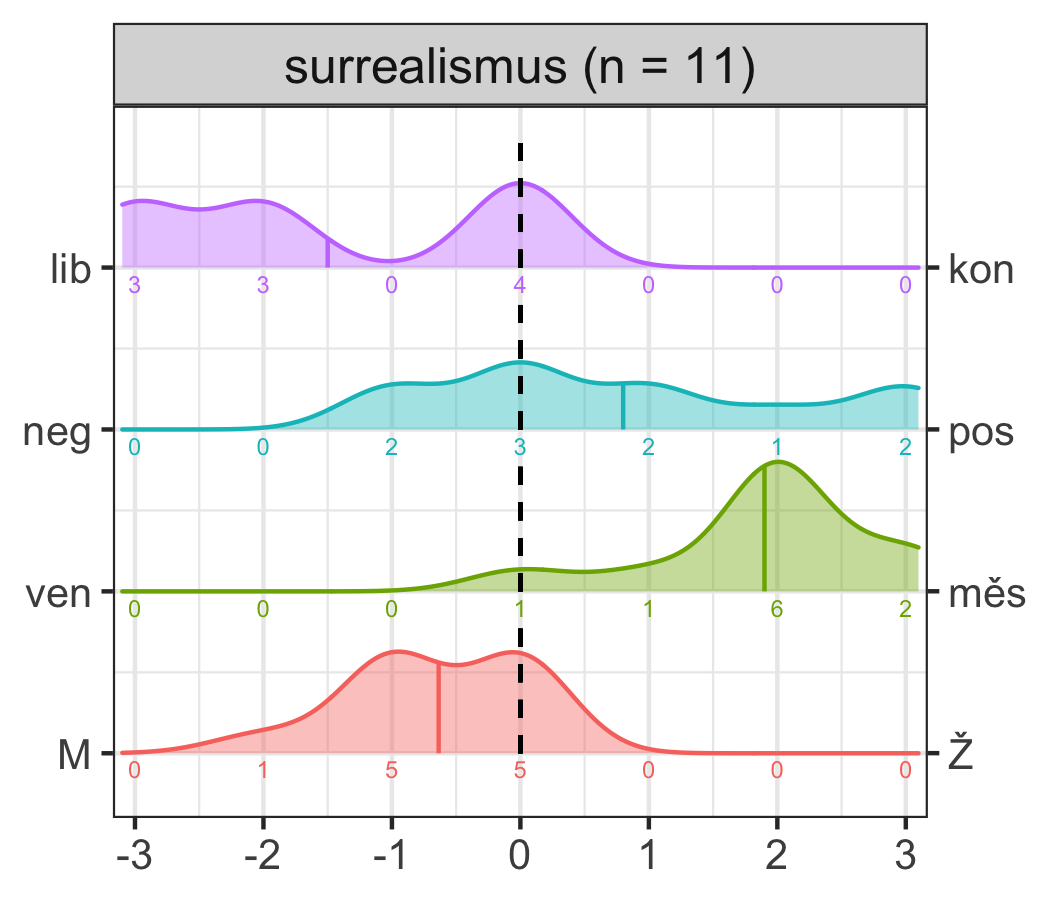 surrealismus (n = 11)
lib kon
3 3 0 4 0 0 0
neg pos
0 0 2 3 2 1 2
ven měs
0 0 0 1 1 6 2
M Ž
0 1 5 5 0 0 0
-3 -2 -1 0 1 2 3